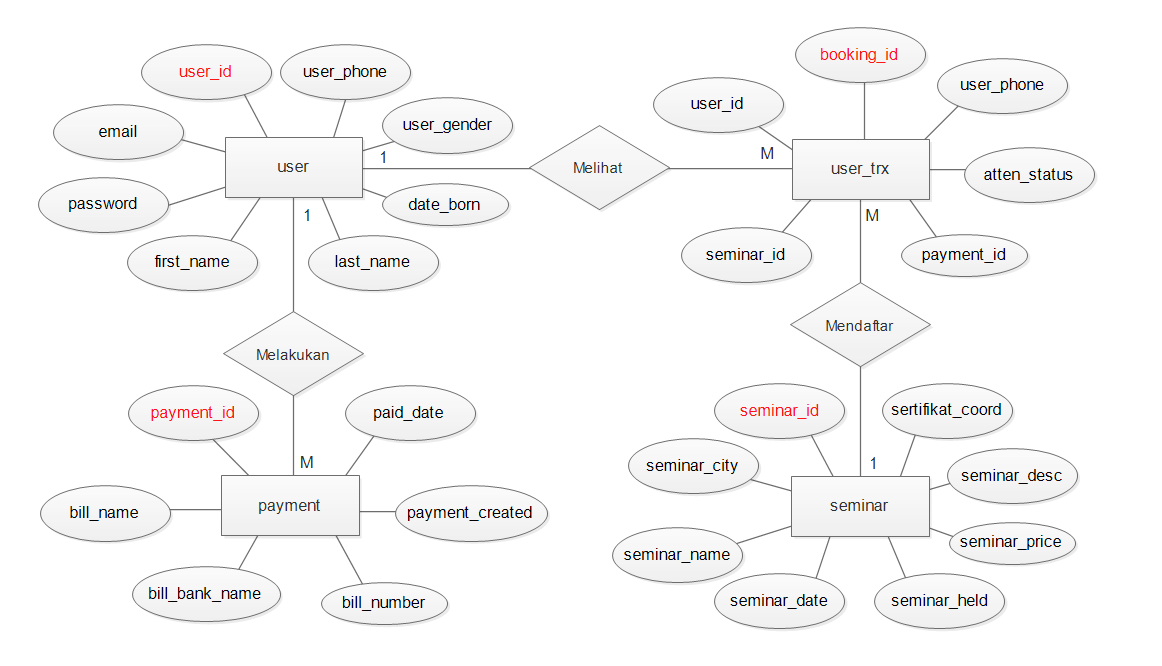 user_id
user_phone
email
user_gender
user
1
password
date_born
1
first_name
last_name
Melihat
booking_id
user_id
user_phone
M
user_trx
atten_status
M
seminar_id
payment_id
Melakukan
Mendaftar
payment_id
paid_date
M
bill_name
payment
payment_created
bill_bank_name
bill_number
seminar_id
sertifikat_coord
seminar_city
1
seminar_desc
seminar
seminar_name
seminar_price
seminar_date
seminar_held